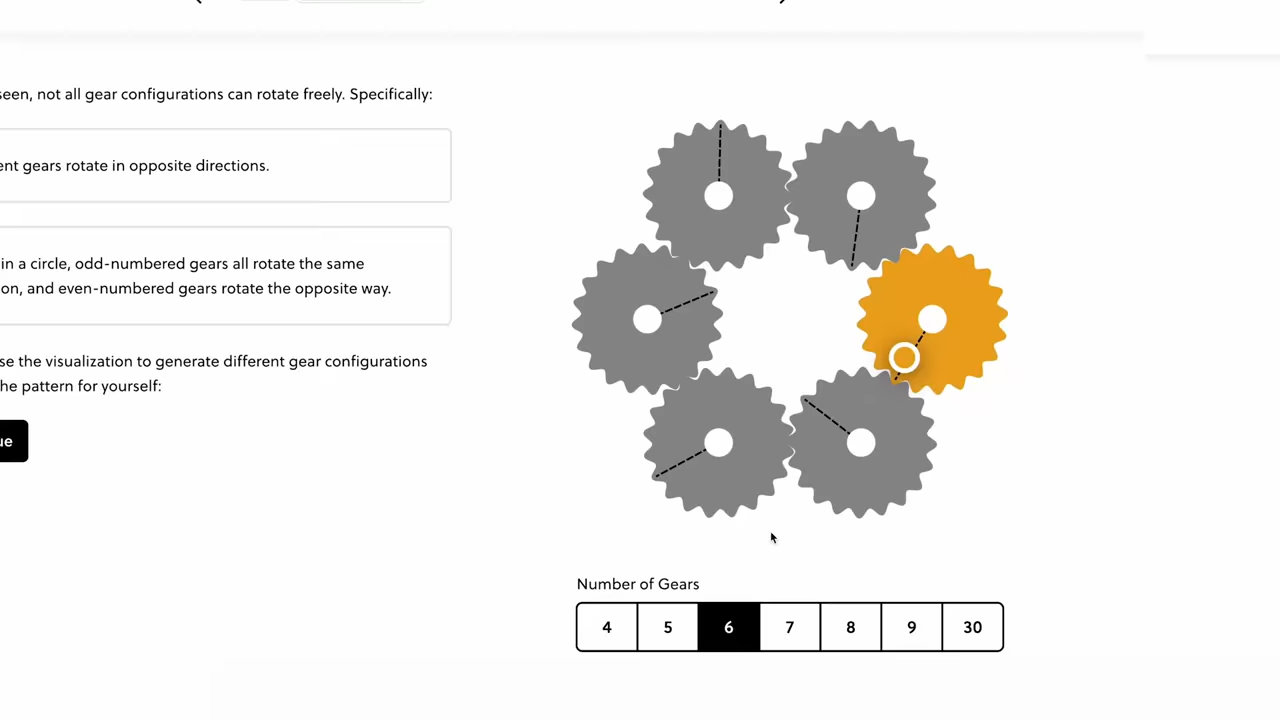 seen, not all gear configurations can rotate freely. Specifically:
ent gears rotate in opposite directions.
in a circle, odd-numbered gears all rotate the same
on, and even-numbered gears rotate the opposite way.
se the visualization to generate different gear configurations
he pattern for yourself:
ue
Number of Gears
4 5 6 7 8 9 30